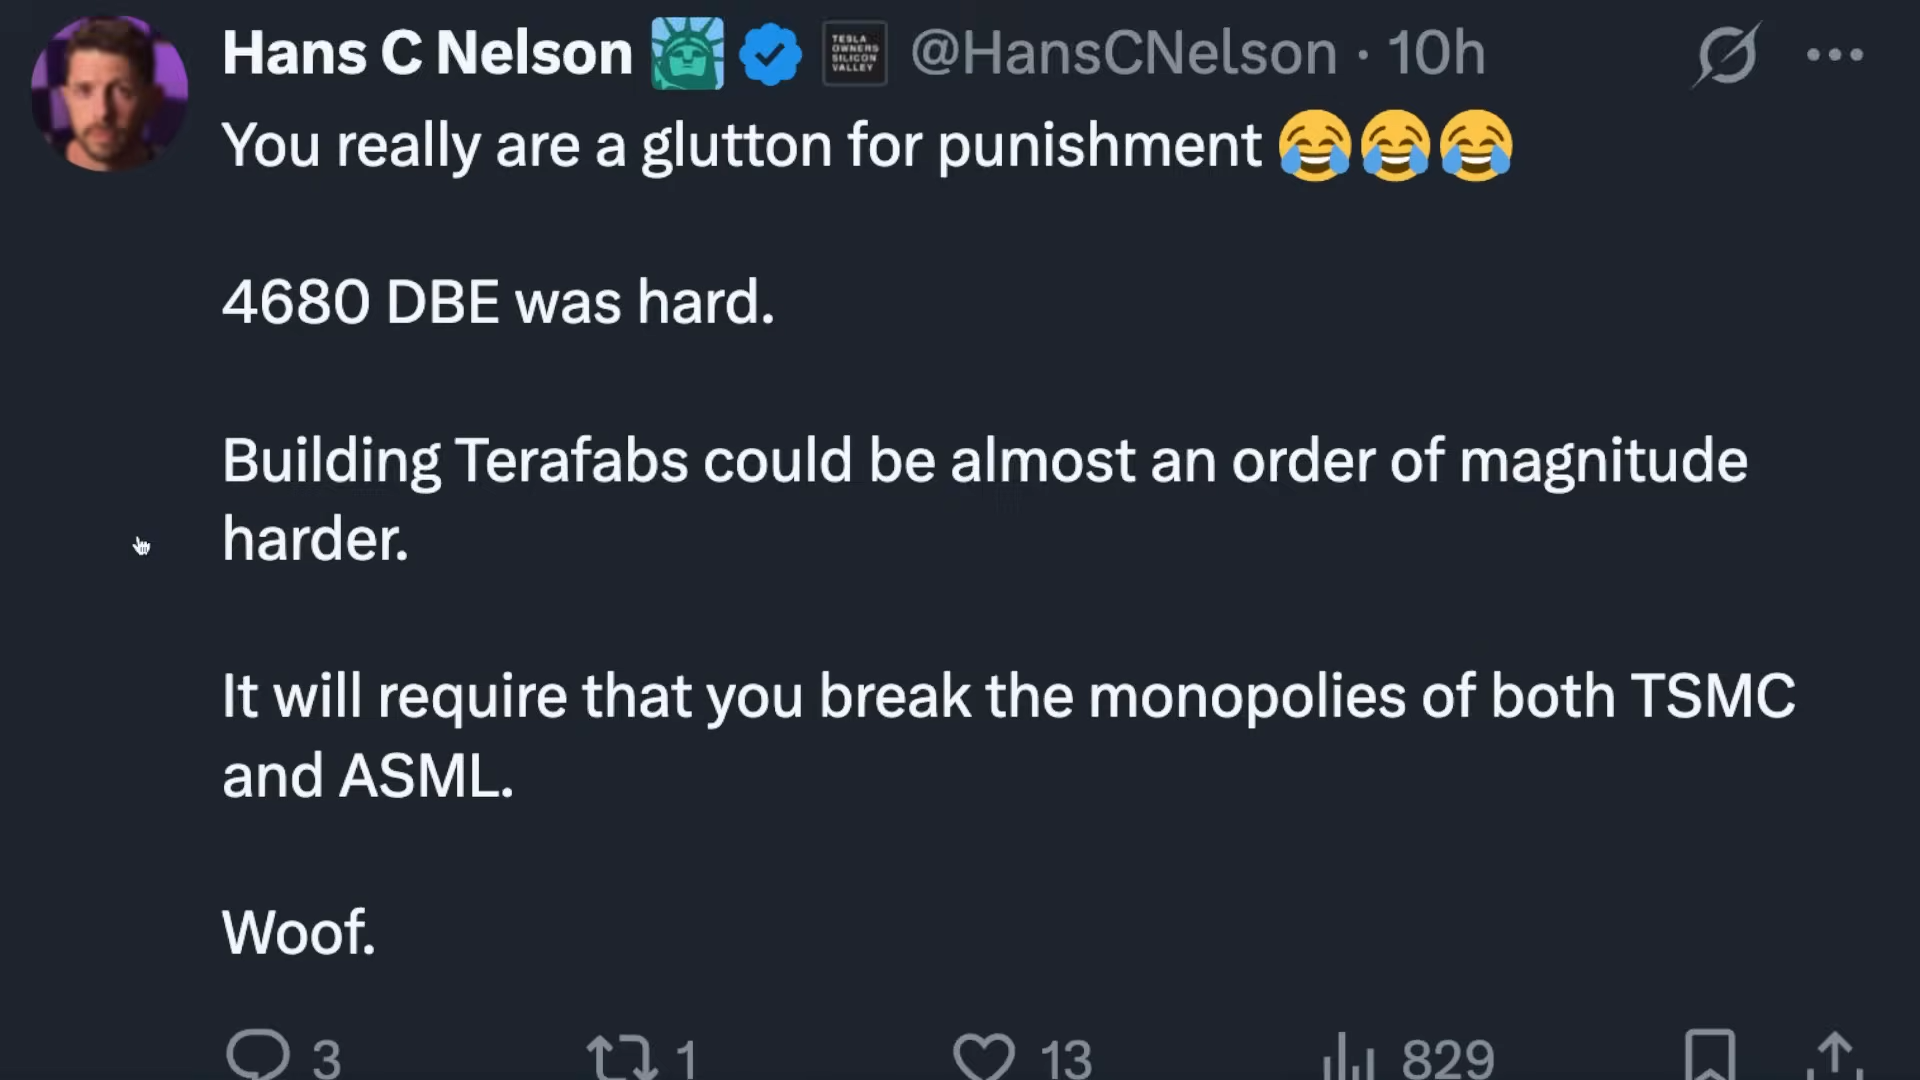 Hans C Nelson TESLA OWNERS SILICON VALLEY @HansCNelson · 10h
You really are a glutton for punishment 😂😂😂
4680 DBE was hard.
Building Terafabs could be almost an order of magnitude
harder.
It will require that you break the monopolies of both TSMC
and ASML.
Woof.
3 1 13 829